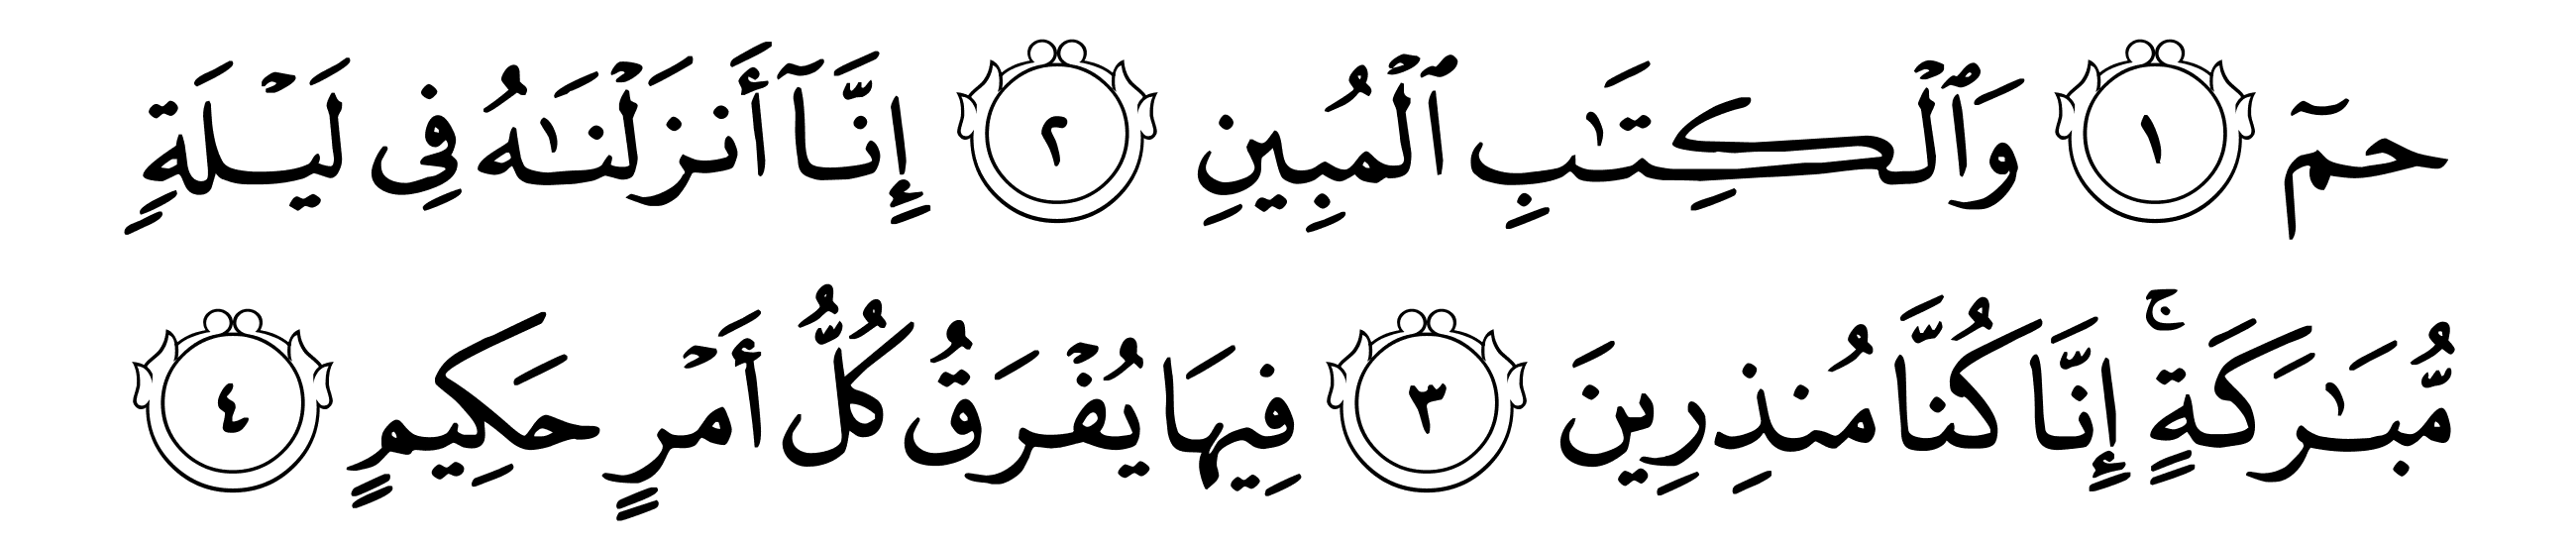 حمٓ ١ وَٱلْكِتَـٰبِ ٱلْمُبِينِ ٢ إِنَّآ أَنزَلْنَـٰهُ فِى لَيْلَةٍ
مُّبَـٰرَكَةٍ ۚ إِنَّا كُنَّا مُنذِرِينَ ٣ فِيهَا يُفْرَقُ كُلُّ أَمْرٍ حَكِيمٍ ٤